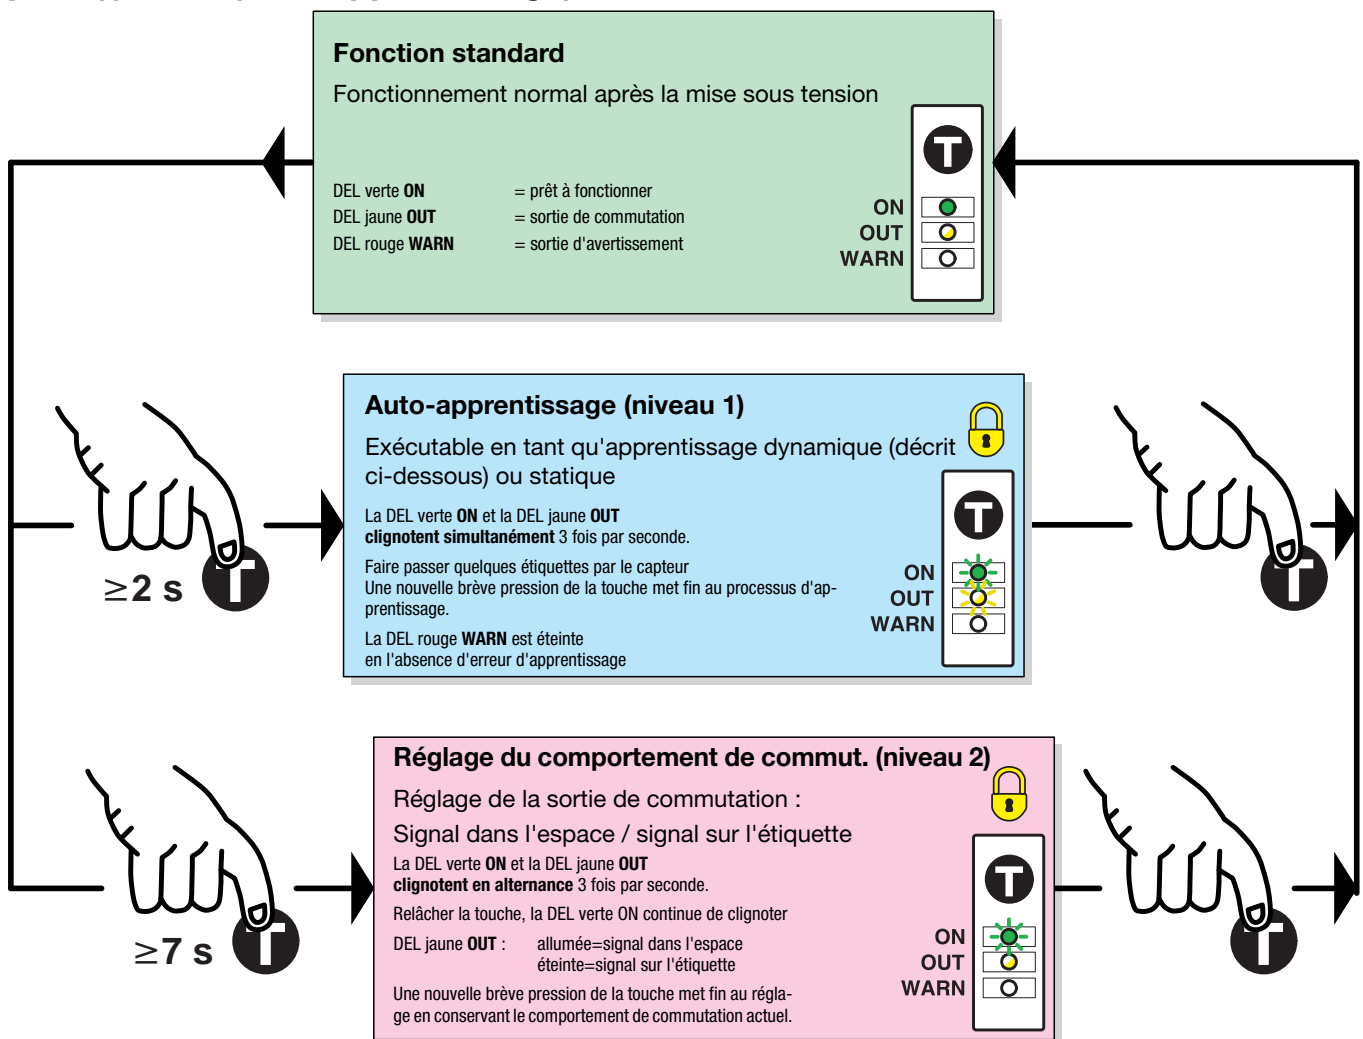 Fonction standard
Fonctionnement normal après la mise sous tension
DEL verte ON = prêt à fonctionner
DEL jaune OUT = sortie de commutation
DEL rouge WARN = sortie d'avertissement
T
ON
OUT
WARN
Auto-apprentissage (niveau 1)
Exécutable en tant qu'apprentissage dynamique (décrit
ci-dessous) ou statique
La DEL verte ON et la DEL jaune OUT
clignotent simultanément 3 fois par seconde.
Faire passer quelques étiquettes par le capteur
Une nouvelle brève pression de la touche met fin au processus d'ap-
prentissage.
La DEL rouge WARN est éteinte
en l'absence d'erreur d'apprentissage
T
ON
OUT
WARN
≥2 s
T
T
Réglage du comportement de commut. (niveau 2)
Réglage de la sortie de commutation :
Signal dans l'espace / signal sur l'étiquette
La DEL verte ON et la DEL jaune OUT
clignotent en alternance 3 fois par seconde.
Relâcher la touche, la DEL verte ON continue de clignoter
DEL jaune OUT : allumée=signal dans l'espace
éteinte=signal sur l'étiquette
Une nouvelle brève pression de la touche met fin au régla-
ge en conservant le comportement de commutation actuel.
T
ON
OUT
WARN
≥7 s
T
T